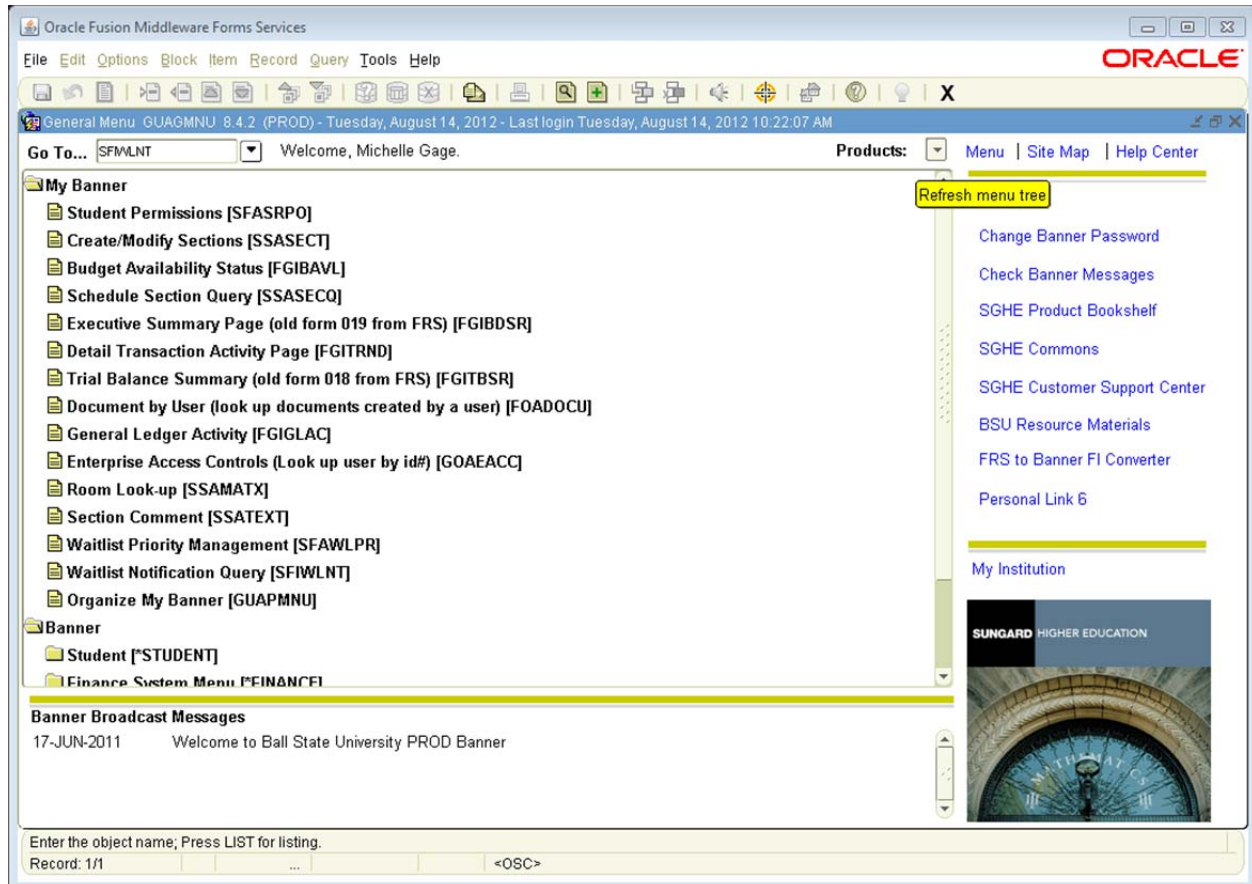 Oracle Fusion Middleware Forms Services
File Edit Options Block Item Record Query Tools Help
ORACLE
X
General Menu GUAGMNU 8.4.2 (PROD) - Tuesday, August 14, 2012 - Last login Tuesday, August 14, 2012 10:22:07 AM
Go To... SFIWLNT Welcome, Michelle Gage. Products: Menu | Site Map | Help Center
My Banner
Refresh menu tree
Student Permissions [SFASRPO]
Create/Modify Sections [SSASECT]
Budget Availability Status [FGIBAVL]
Schedule Section Query [SSASECQ]
Executive Summary Page (old form 019 from FRS) [FGIBDSR]
Detail Transaction Activity Page [FGITRND]
Trial Balance Summary (old form 018 from FRS) [FGITBSR]
Document by User (look up documents created by a user) [FOADOCU]
General Ledger Activity [FGIGLAC]
Enterprise Access Controls (Look up user by id#) [GOAEACC]
Room Look-up [SSAMATX]
Section Comment [SSATEXT]
Waitlist Priority Management [SFAWLPR]
Waitlist Notification Query [SFIWLNT]
Organize My Banner [GUAPMNU]
Banner
Student [*STUDENT]
Finance System Menu [*FINANCE]
Change Banner Password
Check Banner Messages
SGHE Product Bookshelf
SGHE Commons
SGHE Customer Support Center
BSU Resource Materials
FRS to Banner FI Converter
Personal Link 6
My Institution
SUNGARD HIGHER EDUCATION
MATHEMATICS
Banner Broadcast Messages
17-JUN-2011 Welcome to Ball State University PROD Banner
Enter the object name; Press LIST for listing.
Record: 1/1 ... <OSC>